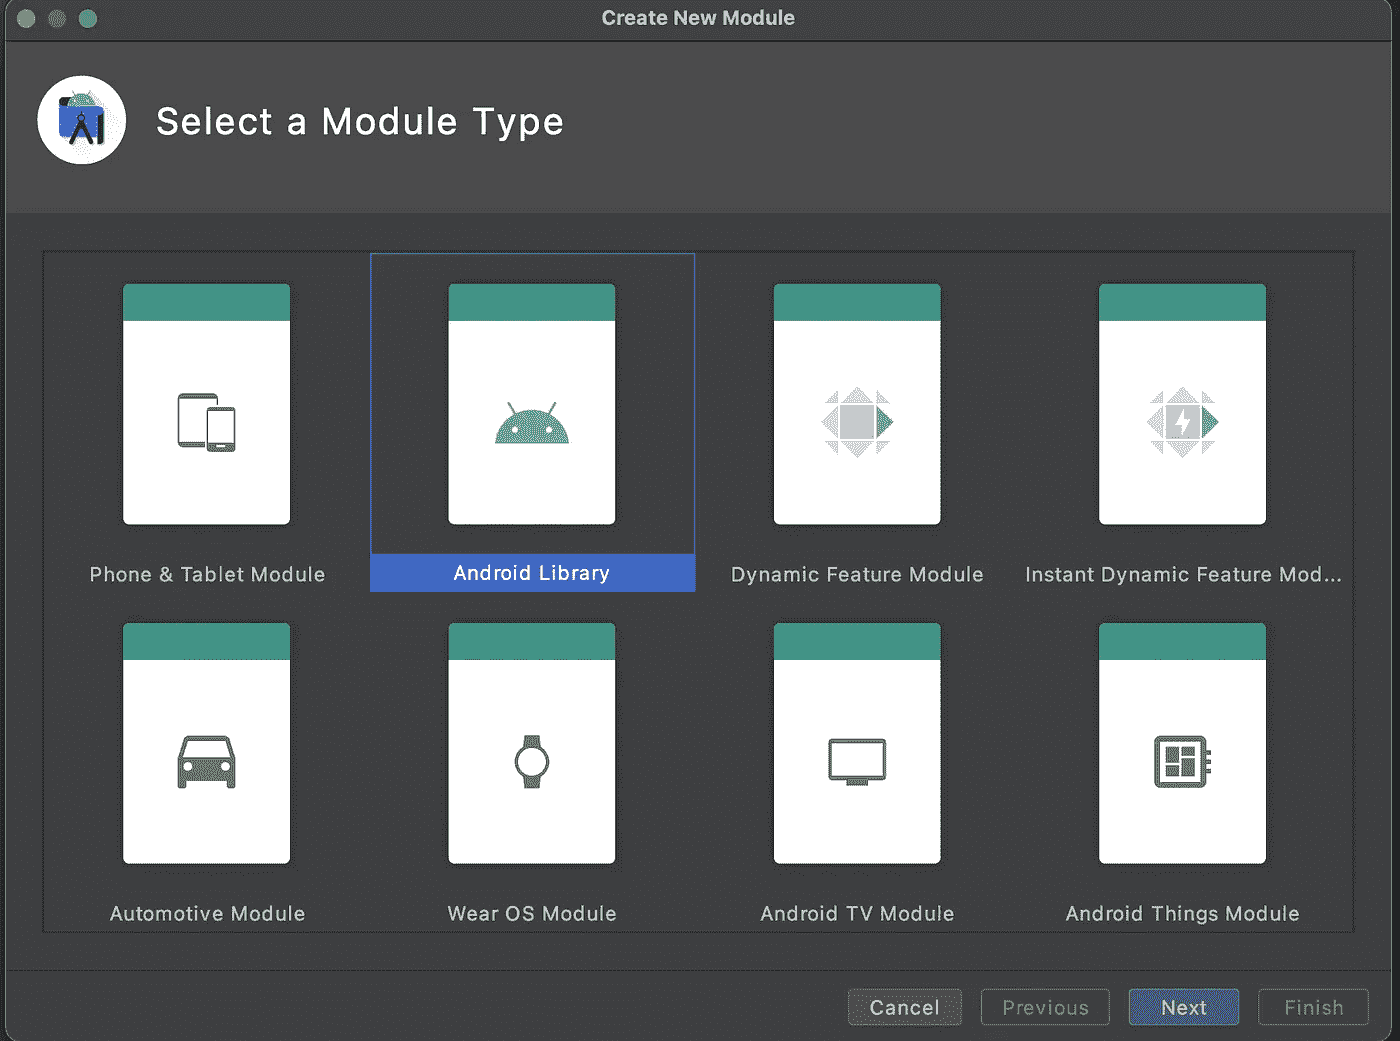 Create New Module
Select a Module Type
Phone & Tablet Module
Android Library
Dynamic Feature Module
Instant Dynamic Feature Mod...
Automotive Module
Wear OS Module
Android TV Module
Android Things Module
Cancel
Previous
Next
Finish